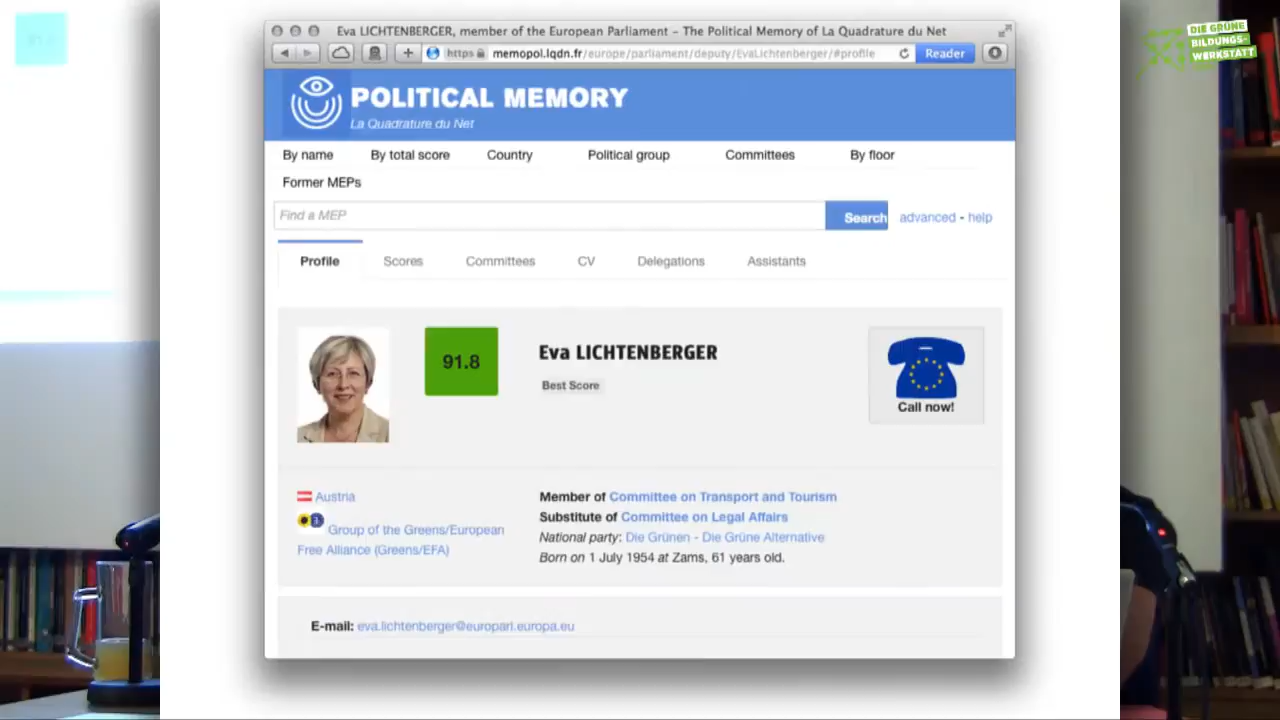 DIE GRÜNE
BILDUNGS-
WERKSTATT
Eva LICHTENBERGER, member of the European Parliament – The Political Memory of La Quadrature du Net
https memopol.lqdn.fr/europe/parliament/deputy/EvaLichtenberger/#profile Reader
POLITICAL MEMORY
La Quadrature du Net
By name By total score Country Political group Committees By floor
Former MEPs
Find a MEP Search advanced - help
Profile Scores Committees CV Delegations Assistants
91.8
Eva LICHTENBERGER
Best Score
Call now!
Austria
Group of the Greens/European
Free Alliance (Greens/EFA)
Member of Committee on Transport and Tourism
Substitute of Committee on Legal Affairs
National party: Die Grünen - Die Grüne Alternative
Born on 1 July 1954 at Zams, 61 years old.
E-mail: eva.lichtenberger@europarl.europa.eu